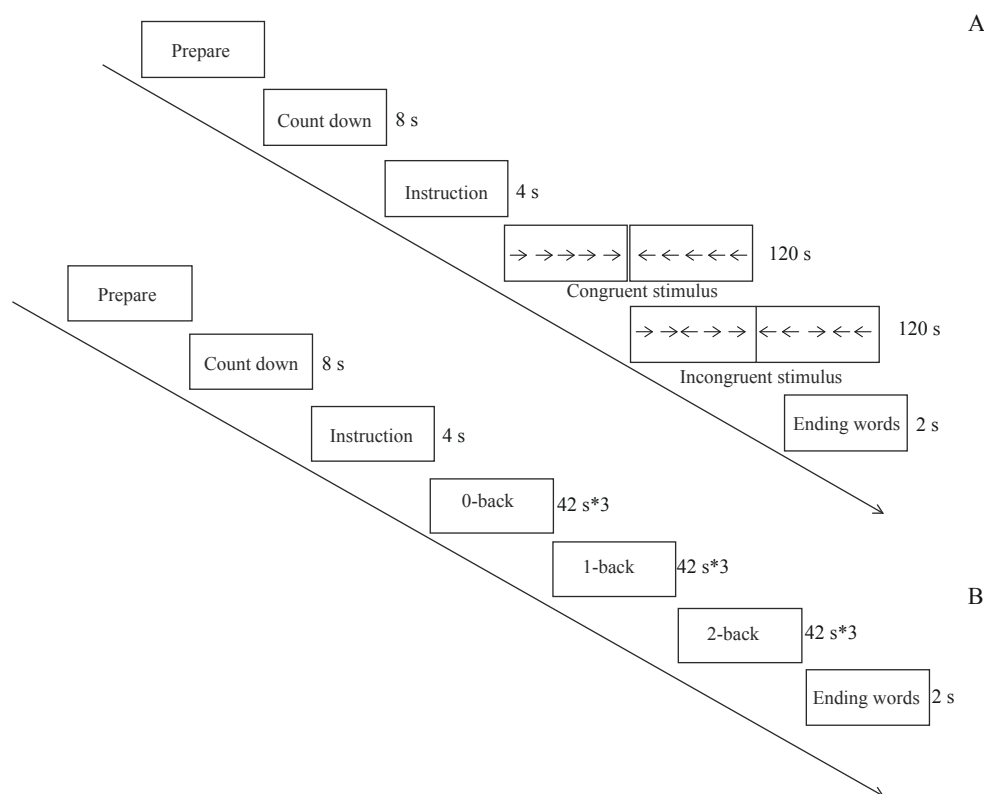 A
Prepare
Count down 8 s
Instruction 4 s
→ → → → → ← ← ← ← ← 120 s
Congruent stimulus
→ → ← → → ← ← → ← ← 120 s
Incongruent stimulus
Ending words 2 s
Prepare
Count down 8 s
Instruction 4 s
0-back 42 s*3
1-back 42 s*3
B
2-back 42 s*3
Ending words 2 s